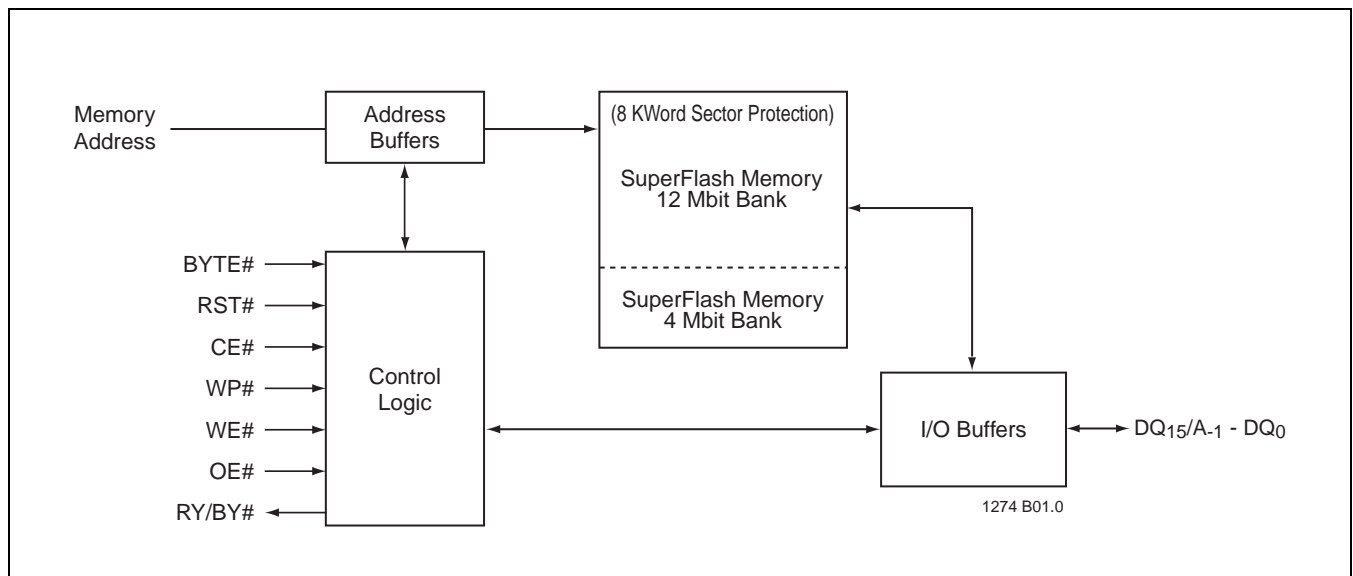 Memory
Address
Address
Buffers
(8 KWord Sector Protection)
SuperFlash Memory
12 Mbit Bank
SuperFlash Memory
4 Mbit Bank
BYTE#
RST#
CE#
WP#
WE#
OE#
RY/BY#
Control
Logic
I/O Buffers
DQ15/A-1 - DQ0
1274 B01.0